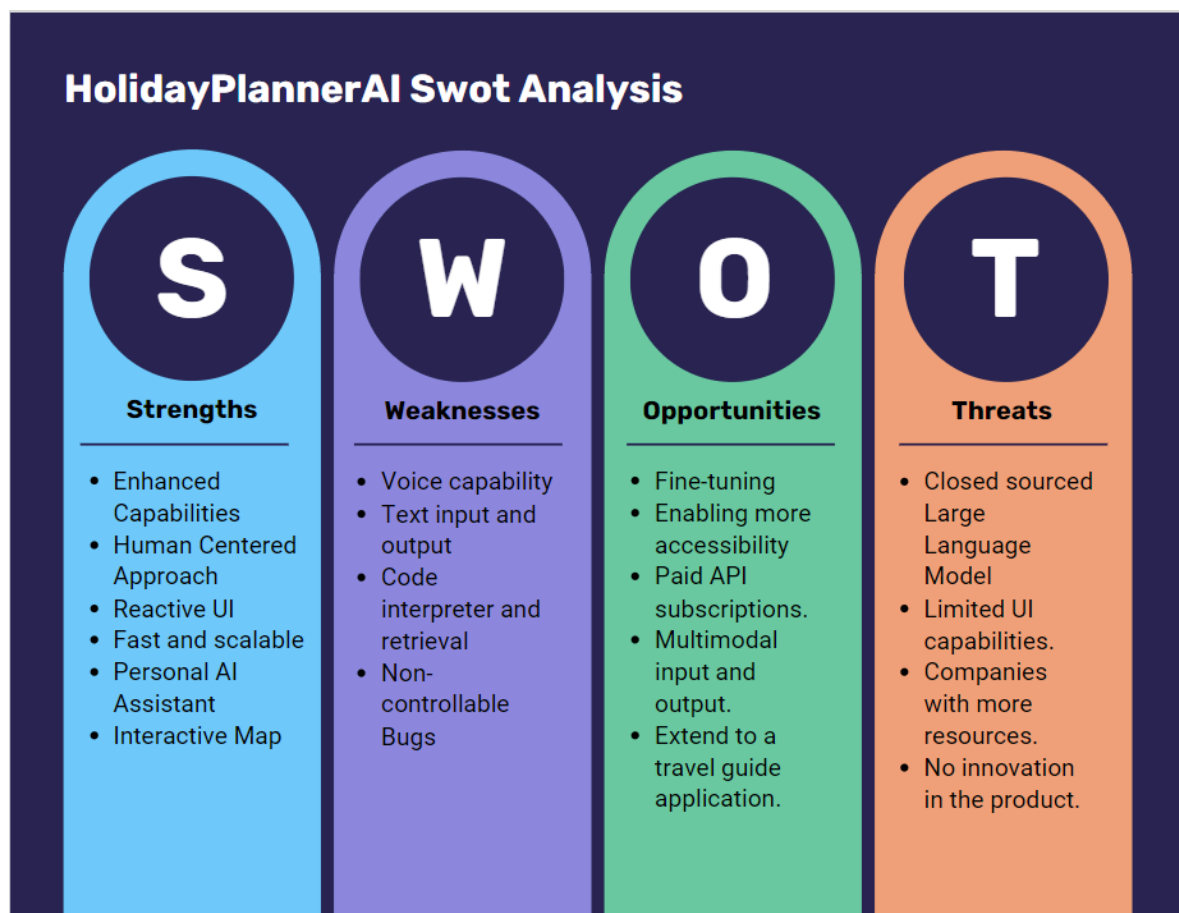 HolidayPlannerAI Swot Analysis
S
Strengths
• Enhanced
Capabilities
• Human Centered
Approach
• Reactive UI
• Fast and scalable
• Personal AI
Assistant
• Interactive Map
W
Weaknesses
• Voice capability
• Text input and
output
• Code
interpreter and
retrieval
• Non-
controllable
Bugs
O
Opportunities
• Fine-tuning
• Enabling more
accessibility
• Paid API
subscriptions.
• Multimodal
input and
output.
• Extend to a
travel guide
application.
T
Threats
• Closed sourced
Large
Language
Model
• Limited UI
capabilities.
• Companies
with more
resources.
• No innovation
in the product.